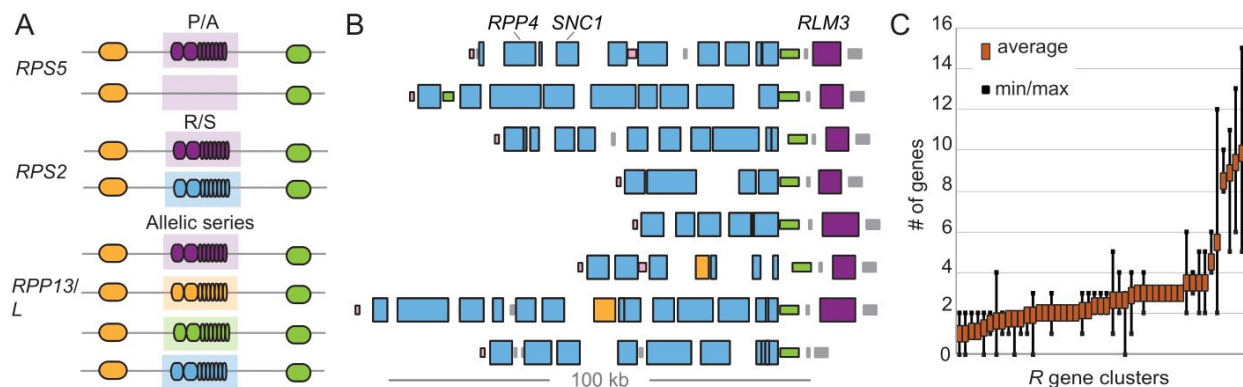 A
P/A
RPS5
R/S
RPS2
Allelic series
RPP13/
L
B
RPP4
SNC1
RLM3
100 kb
C
16
14
12
10
8
6
4
2
0
# of genes
average
min/max
R gene clusters